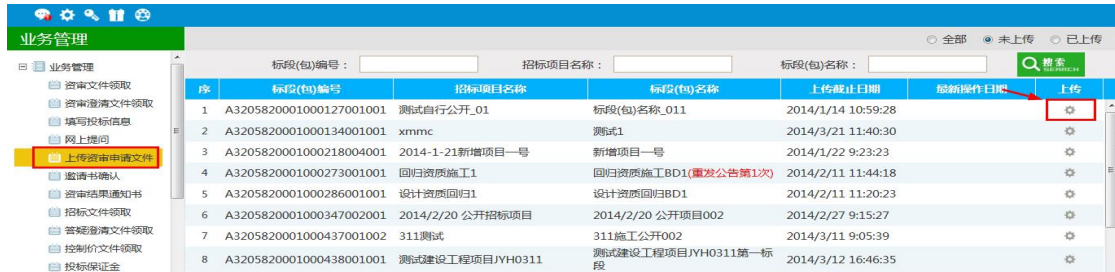 业务管理
全部 未上传 已上传
业务管理
资审文件领取
资审澄清文件领取
填写投标信息
网上提问
上传资审申请文件
邀请书确认
资审结果通知书
招标文件领取
答疑澄清文件领取
控制价文件领取
投标保证金
标段(包)编号： 招标项目名称： 标段(包)名称： 搜索 SEARCH
序 标段(包)编号 招标项目名称 标段(包)名称 上传截止日期 最新操作日期 上传
1 A3205820001000127001001 测试自行公开_01 标段(包)名称_011 2014/1/14 10:59:28
2 A3205820001000134001001 xmmc 测试1 2014/3/21 11:40:30
3 A3205820001000218004001 2014-1-21新增项目一号 新增项目一号 2014/1/22 9:23:23
4 A3205820001000273001001 回归资质施工1 回归资质施工BD1(重发公告第1次) 2014/2/11 11:44:18
5 A3205820001000286001001 设计资质回归1 设计资质回归BD1 2014/2/11 11:20:23
6 A3205820001000347002001 2014/2/20 公开招标项目 2014/2/20 公开项目002 2014/2/27 9:15:27
7 A3205820001000437001002 311测试 311施工公开002 2014/3/11 9:05:39
8 A3205820001000438001001 测试建设工程项目JYH0311 测试建设工程项目JYH0311第一标段 2014/3/12 16:46:35